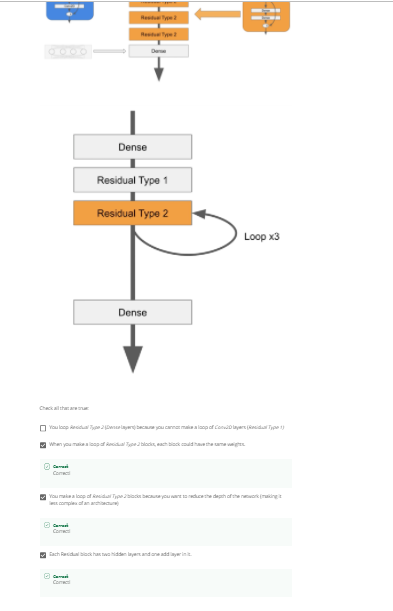 Residual Type 2
Residual Type 2
Dense
Dense
Residual Type 1
Residual Type 2
Loop x3
Dense
Check all that are true:
You loop Residual Type 2 (Dense layers) because you cannot make a loop of Conv2D layers (Residual Type 1)
When you make a loop of Residual Type 2 blocks, each block could have the same weights.
Correct
Correct!
You make a loop of Residual Type 2 blocks because you want to reduce the depth of the network (making it
less complex of an architecture)
Correct
Correct!
Each Residual block has two hidden layers and one add layer in it.
Correct
Correct!